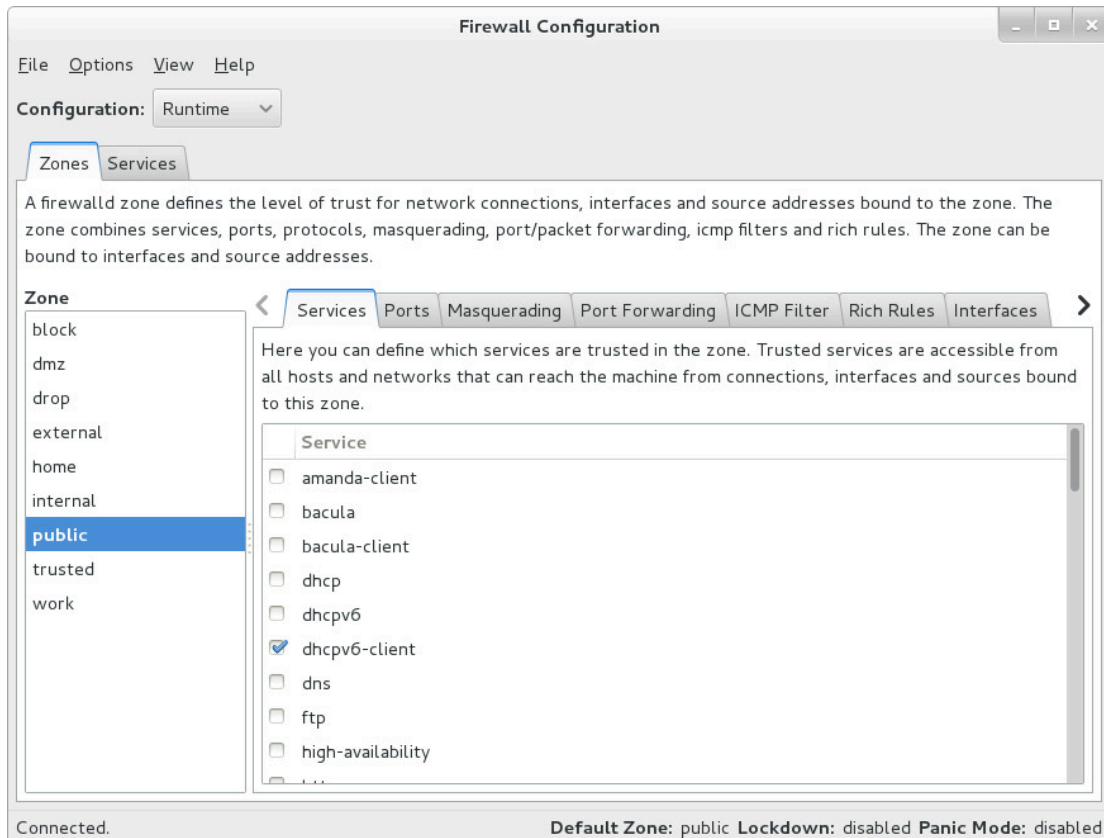 Firewall Configuration
File Options View Help
Configuration: Runtime
Zones Services
A firewalld zone defines the level of trust for network connections, interfaces and source addresses bound to the zone. The
zone combines services, ports, protocols, masquerading, port/packet forwarding, icmp filters and rich rules. The zone can be
bound to interfaces and source addresses.
Zone
block
dmz
drop
external
home
internal
public
trusted
work
Services Ports Masquerading Port Forwarding ICMP Filter Rich Rules Interfaces
Here you can define which services are trusted in the zone. Trusted services are accessible from
all hosts and networks that can reach the machine from connections, interfaces and sources bound
to this zone.
Service
amanda-client
bacula
bacula-client
dhcp
dhcpv6
dhcpv6-client
dns
ftp
high-availability
Connected.
Default Zone: public Lockdown: disabled Panic Mode: disabled